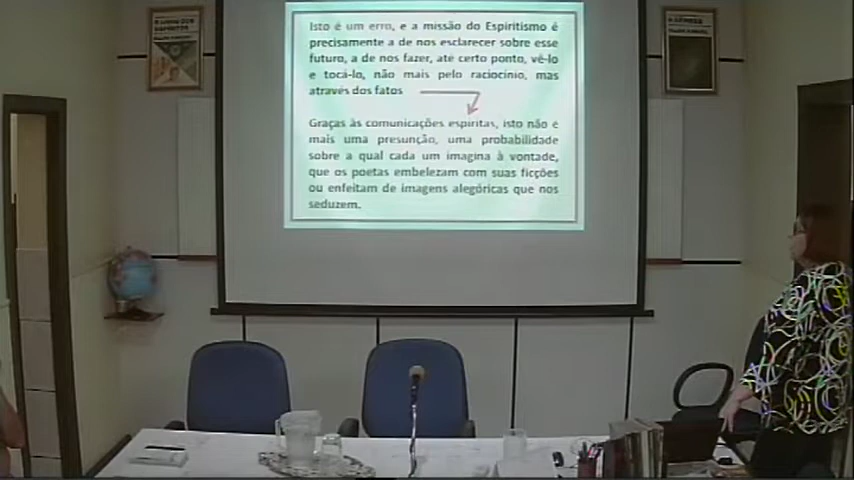 Isto é um erro, e a missão do Espiritismo é
precisamente a de nos esclarecer sobre esse
futuro, a de nos fazer, até certo ponto, vê-lo
e tocá-lo, não mais pelo raciocínio, mas
através dos fatos
Graças às comunicações espíritas, isto não é
mais uma presunção, uma probabilidade
sobre a qual cada um imagina à vontade,
que os poetas embelezam com suas ficções
ou enfeitam de imagens alegóricas que nos
seduzem.